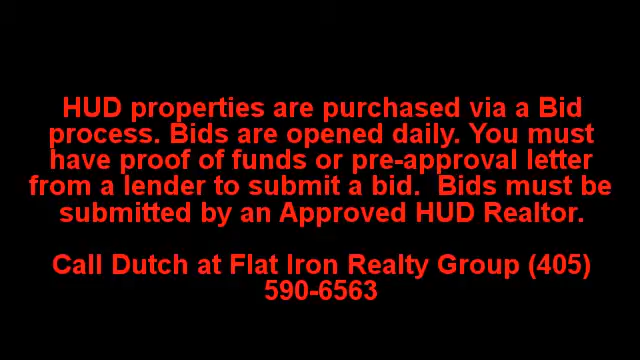 HUD properties are purchased via a Bid
process. Bids are opened daily. You must
have proof of funds or pre-approval letter
from a lender to submit a bid.  Bids must be
submitted by an Approved HUD Realtor.
Call Dutch at Flat Iron Realty Group (405)
590-6563